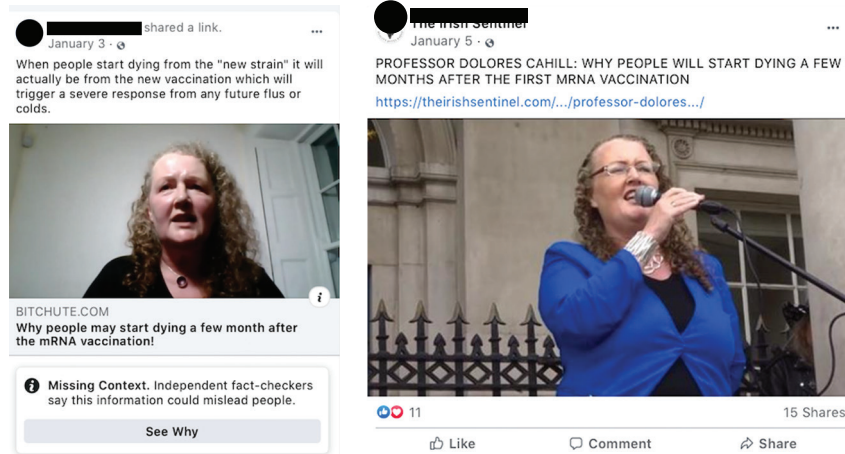 shared a link.
January 3 ·
When people start dying from the "new strain" it will
actually be from the new vaccination which will
trigger a severe response from any future flus or
colds.
i
BITCHUTE.COM
Why people may start dying a few month after
the mRNA vaccination!
i Missing Context. Independent fact-checkers
say this information could mislead people.
See Why
The Irish Sentinel
January 5 ·
PROFESSOR DOLORES CAHILL: WHY PEOPLE WILL START DYING A FEW
MONTHS AFTER THE FIRST MRNA VACCINATION
https://theirishsentinel.com/.../professor-dolores.../
11
15 Shares
Like
Comment
Share